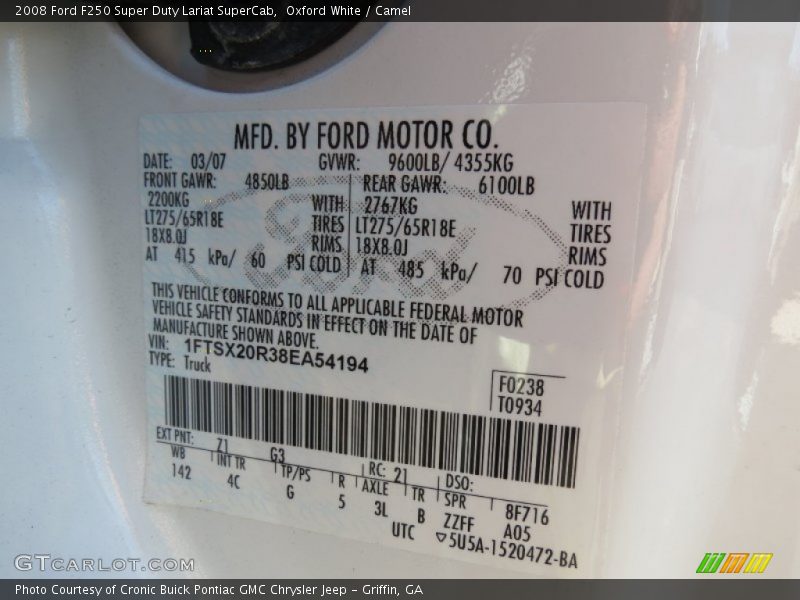 2008 Ford F250 Super Duty Lariat SuperCab, Oxford White / Camel
MFD. BY FORD MOTOR CO.
DATE: 03/07 GVWR: 9600LB/ 4355KG
FRONT GAWR: 4850LB REAR GAWR: 6100LB
2200KG WITH 2767KG WITH
LT275/65R18E TIRES LT275/65R18E TIRES
18X8.0J RIMS 18X8.0J RIMS
AT 415 kPa/ 60 PSI COLD AT 485 kPa/ 70 PSI COLD
THIS VEHICLE CONFORMS TO ALL APPLICABLE FEDERAL MOTOR
VEHICLE SAFETY STANDARDS IN EFFECT ON THE DATE OF
MANUFACTURE SHOWN ABOVE.
VIN: 1FTSX20R38EA54194
TYPE: Truck
F0238
T0934
EXT PNT: Z1 G3 RC: 21 DSO:
WB INT TR TP/PS R AXLE TR SPR 8F716
142 4C G 5 3L B ZZFF A05
UTC ▽5U5A-1520472-BA
Ford
GTCARLOT.COM
Photo Courtesy of Cronic Buick Pontiac GMC Chrysler Jeep - Griffin, GA